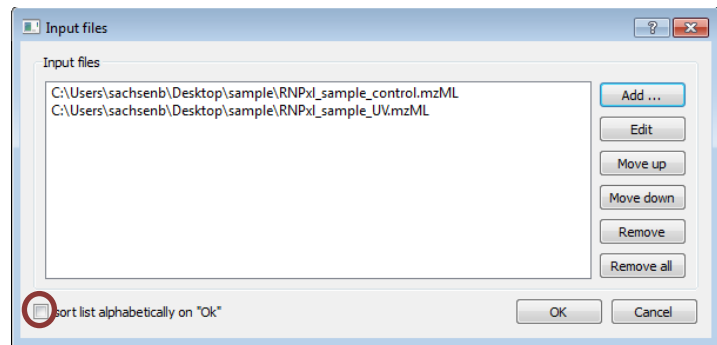 Input files
Input files
C:\Users\sachsenb\Desktop\sample\RNPxl_sample_control.mzML
C:\Users\sachsenb\Desktop\sample\RNPxl_sample_UV.mzML
Add ...
Edit
Move up
Move down
Remove
Remove all
sort list alphabetically on "Ok"
OK
Cancel